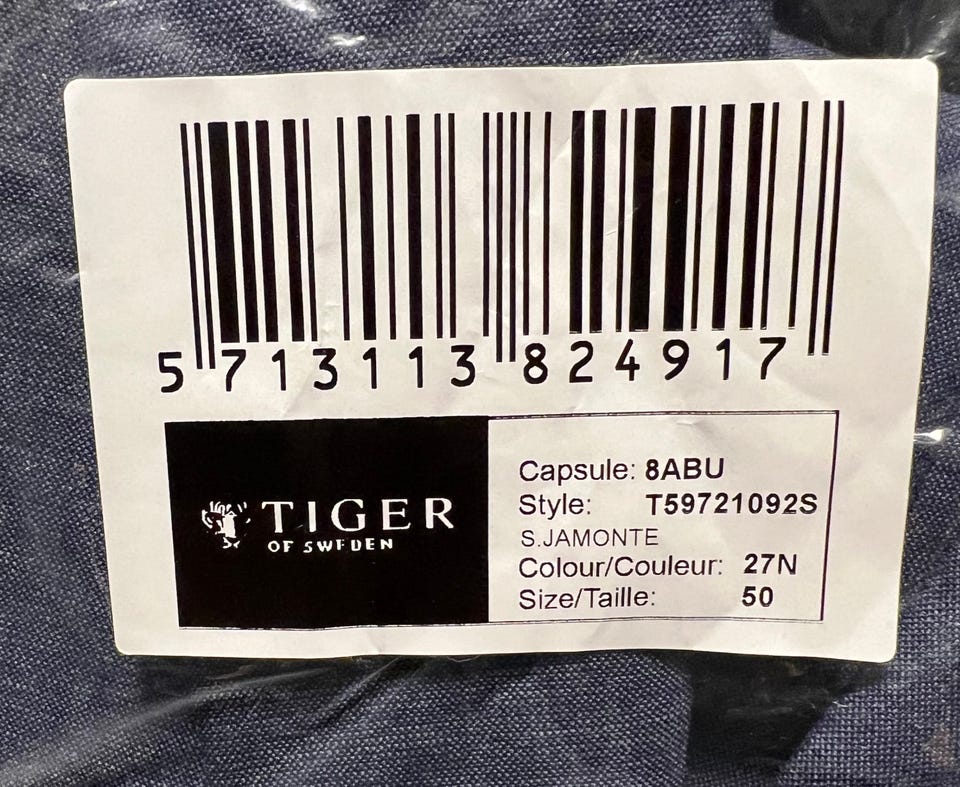 5 713113 824917
TIGER
OF SWEDEN
Capsule: 8ABU
Style: T59721092S
S.JAMONTE
Colour/Couleur: 27N
Size/Taille: 50